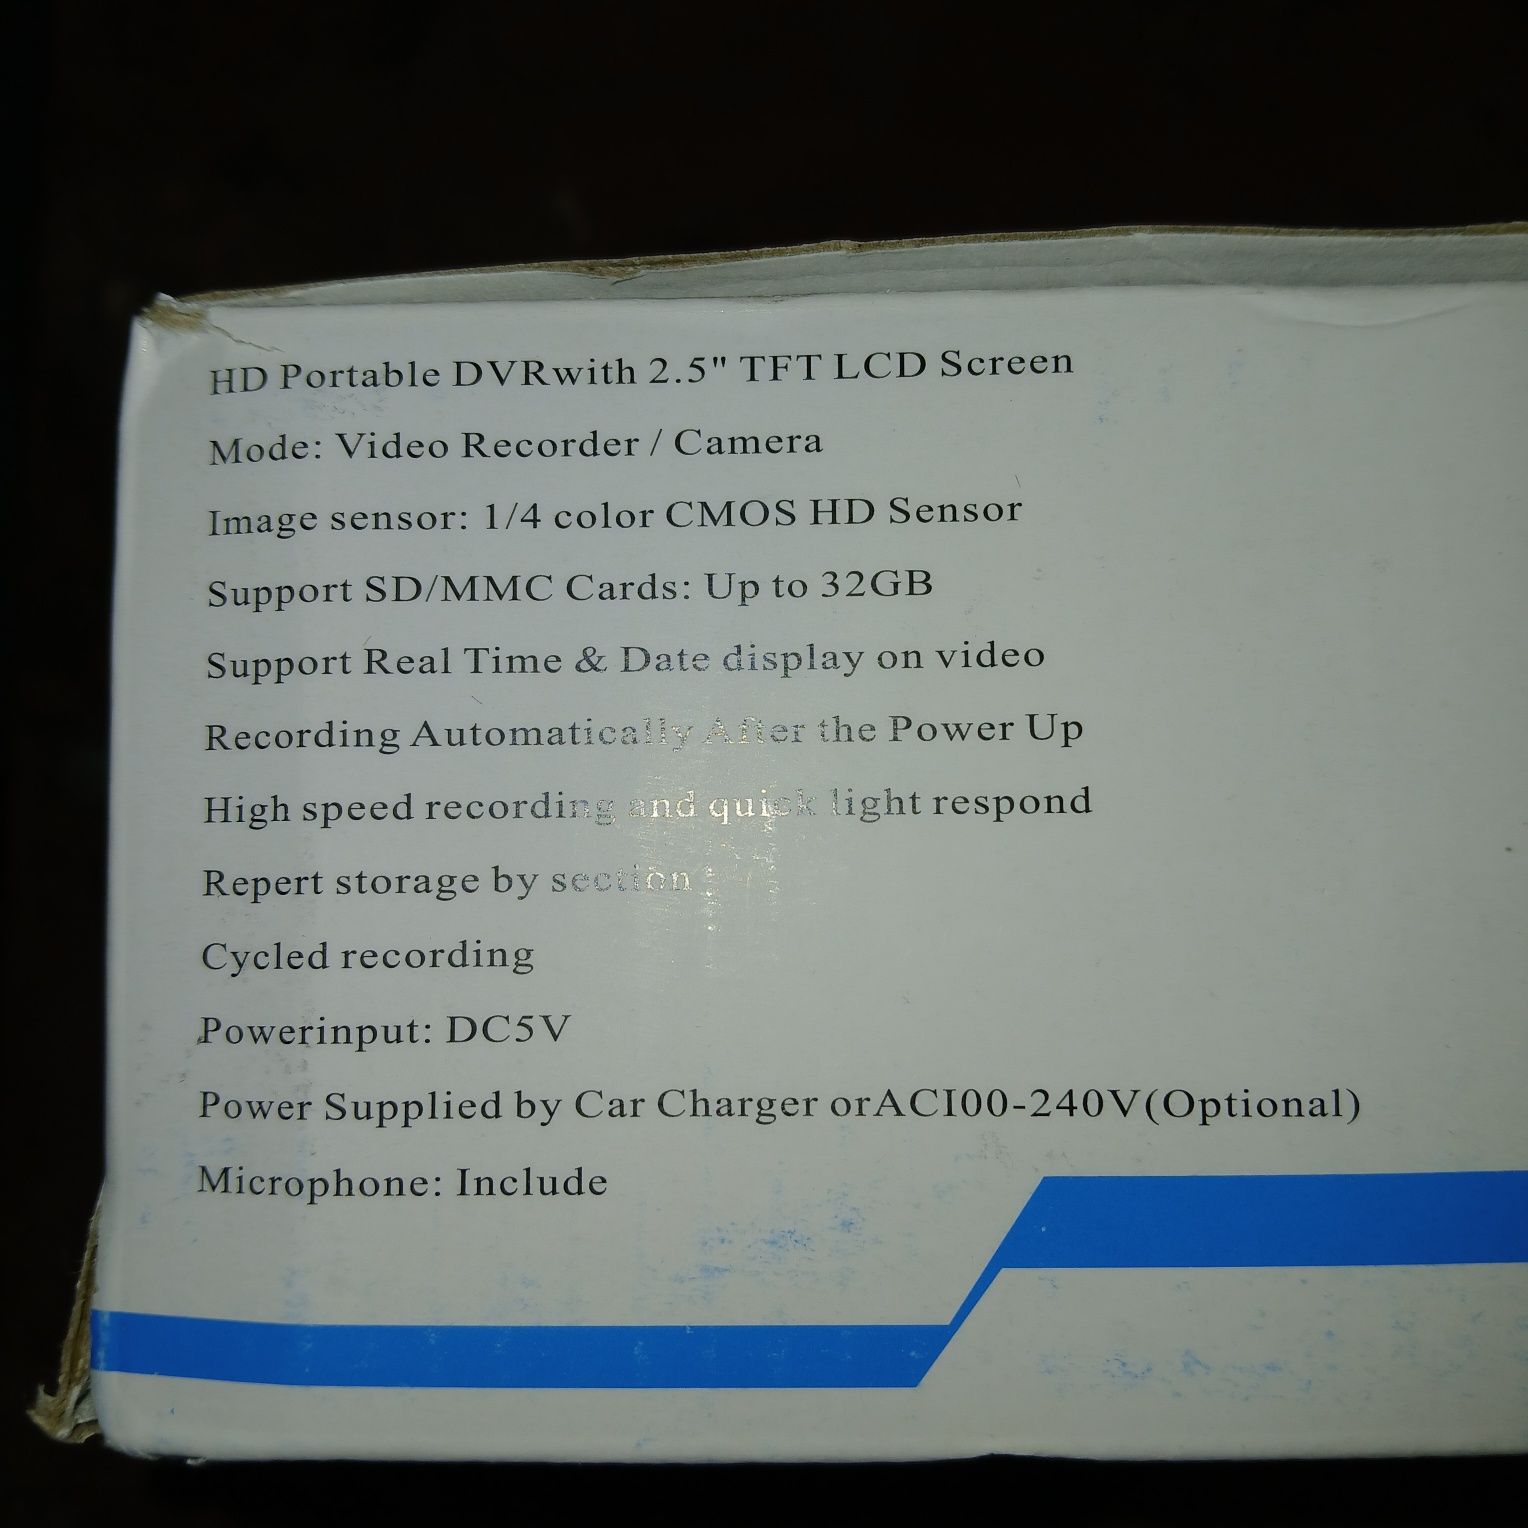 HD Portable DVRwith 2.5" TFT LCD Screen
Mode: Video Recorder / Camera
Image sensor: 1/4 color CMOS HD Sensor
Support SD/MMC Cards: Up to 32GB
Support Real Time & Date display on video
Recording Automatically After the Power Up
High speed recording and quick light respond
Repert storage by section
Cycled recording
Powerinput: DC5V
Power Supplied by Car Charger orACI00-240V(Optional)
Microphone: Include